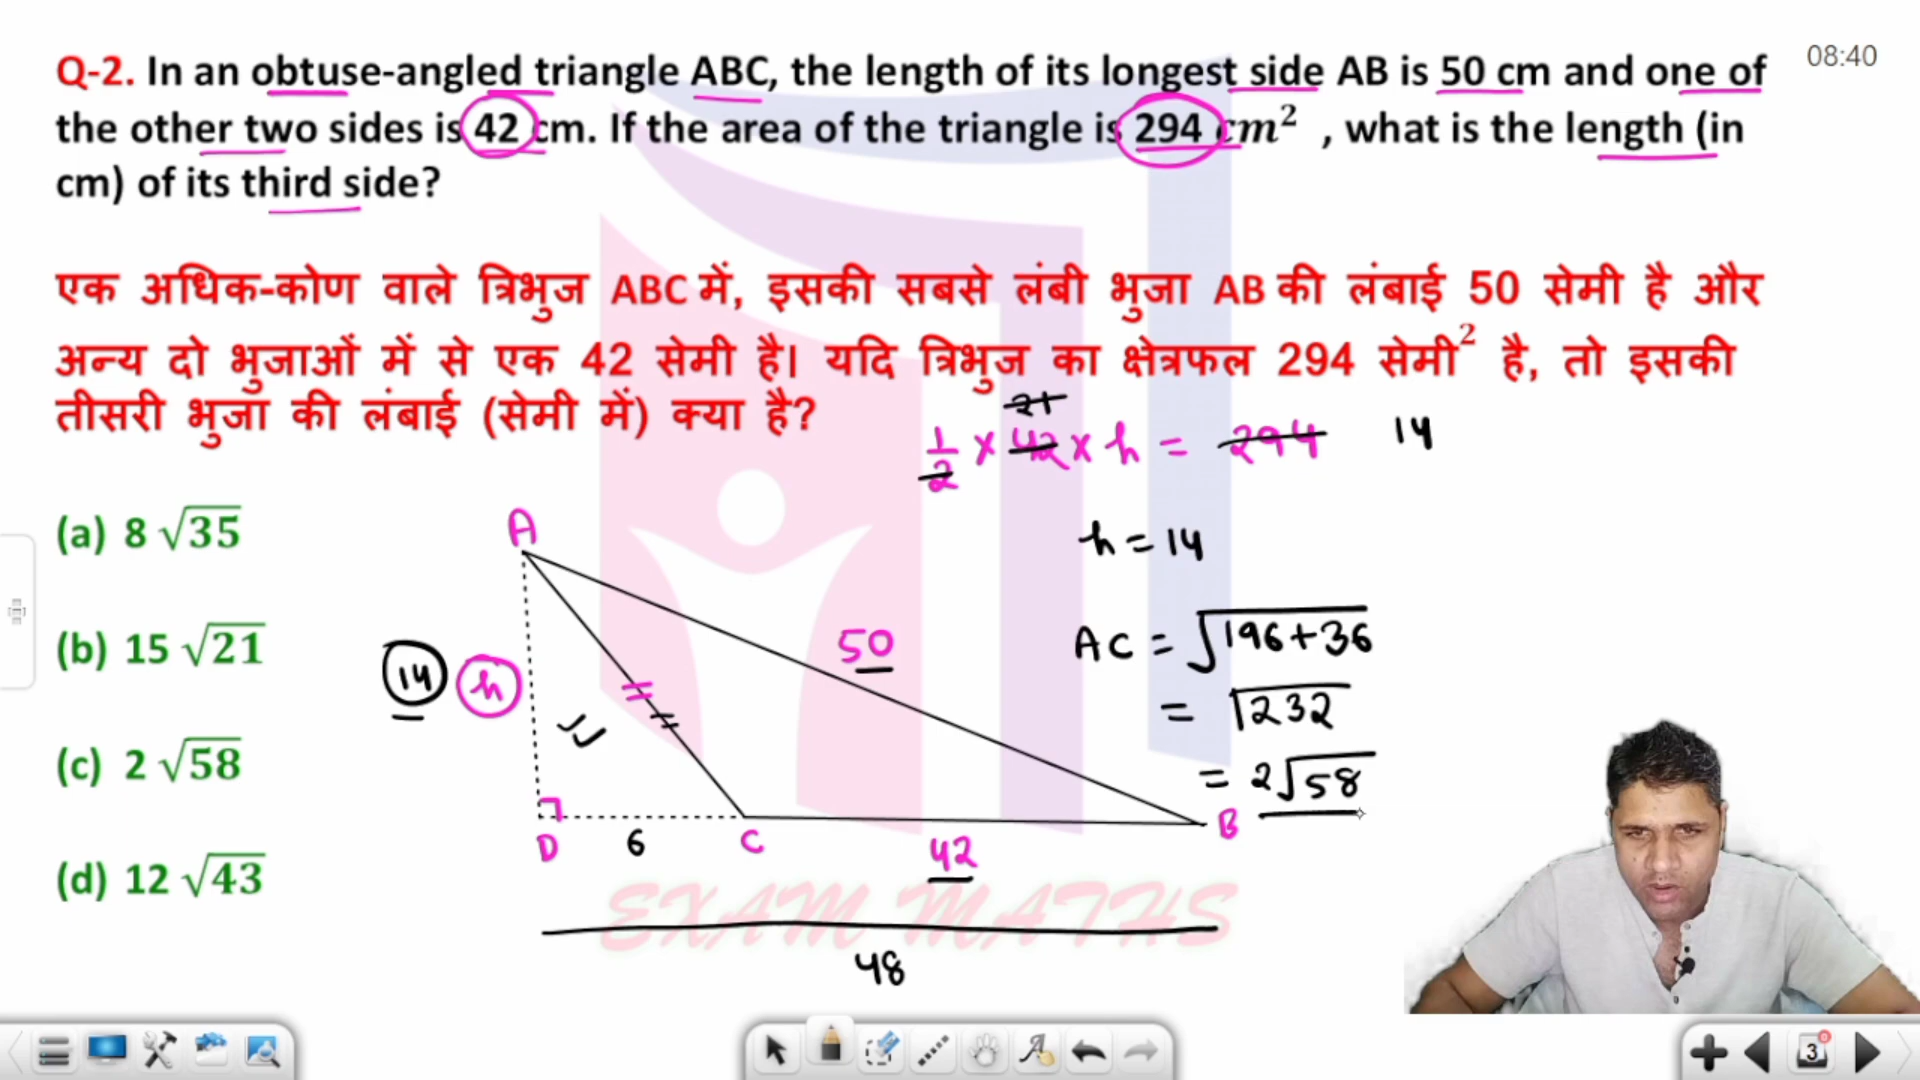 Q-2. In an obtuse-angled triangle ABC, the length of its longest side AB is 50 cm and one of
the other two sides is 42 cm. If the area of the triangle is 294 cm² , what is the length (in
cm) of its third side?
08:40
एक अधिक-कोण वाले त्रिभुज ABC में, इसकी सबसे लंबी भुजा AB की लंबाई 50 सेमी है और
अन्य दो भुजाओं में से एक 42 सेमी है। यदि त्रिभुज का क्षेत्रफल 294 सेमी² है, तो इसकी
तीसरी भुजा की लंबाई (सेमी में) क्या है?
21
1/2 × 42 × h = 294 14
h = 14
(a) 8 √35
(b) 15 √21
(c) 2 √58
(d) 12 √43
A
50
14 h
D 6 C 42 B
48
AC = √196+36
= √232
= 2√58
EXAM MATHS
3
0